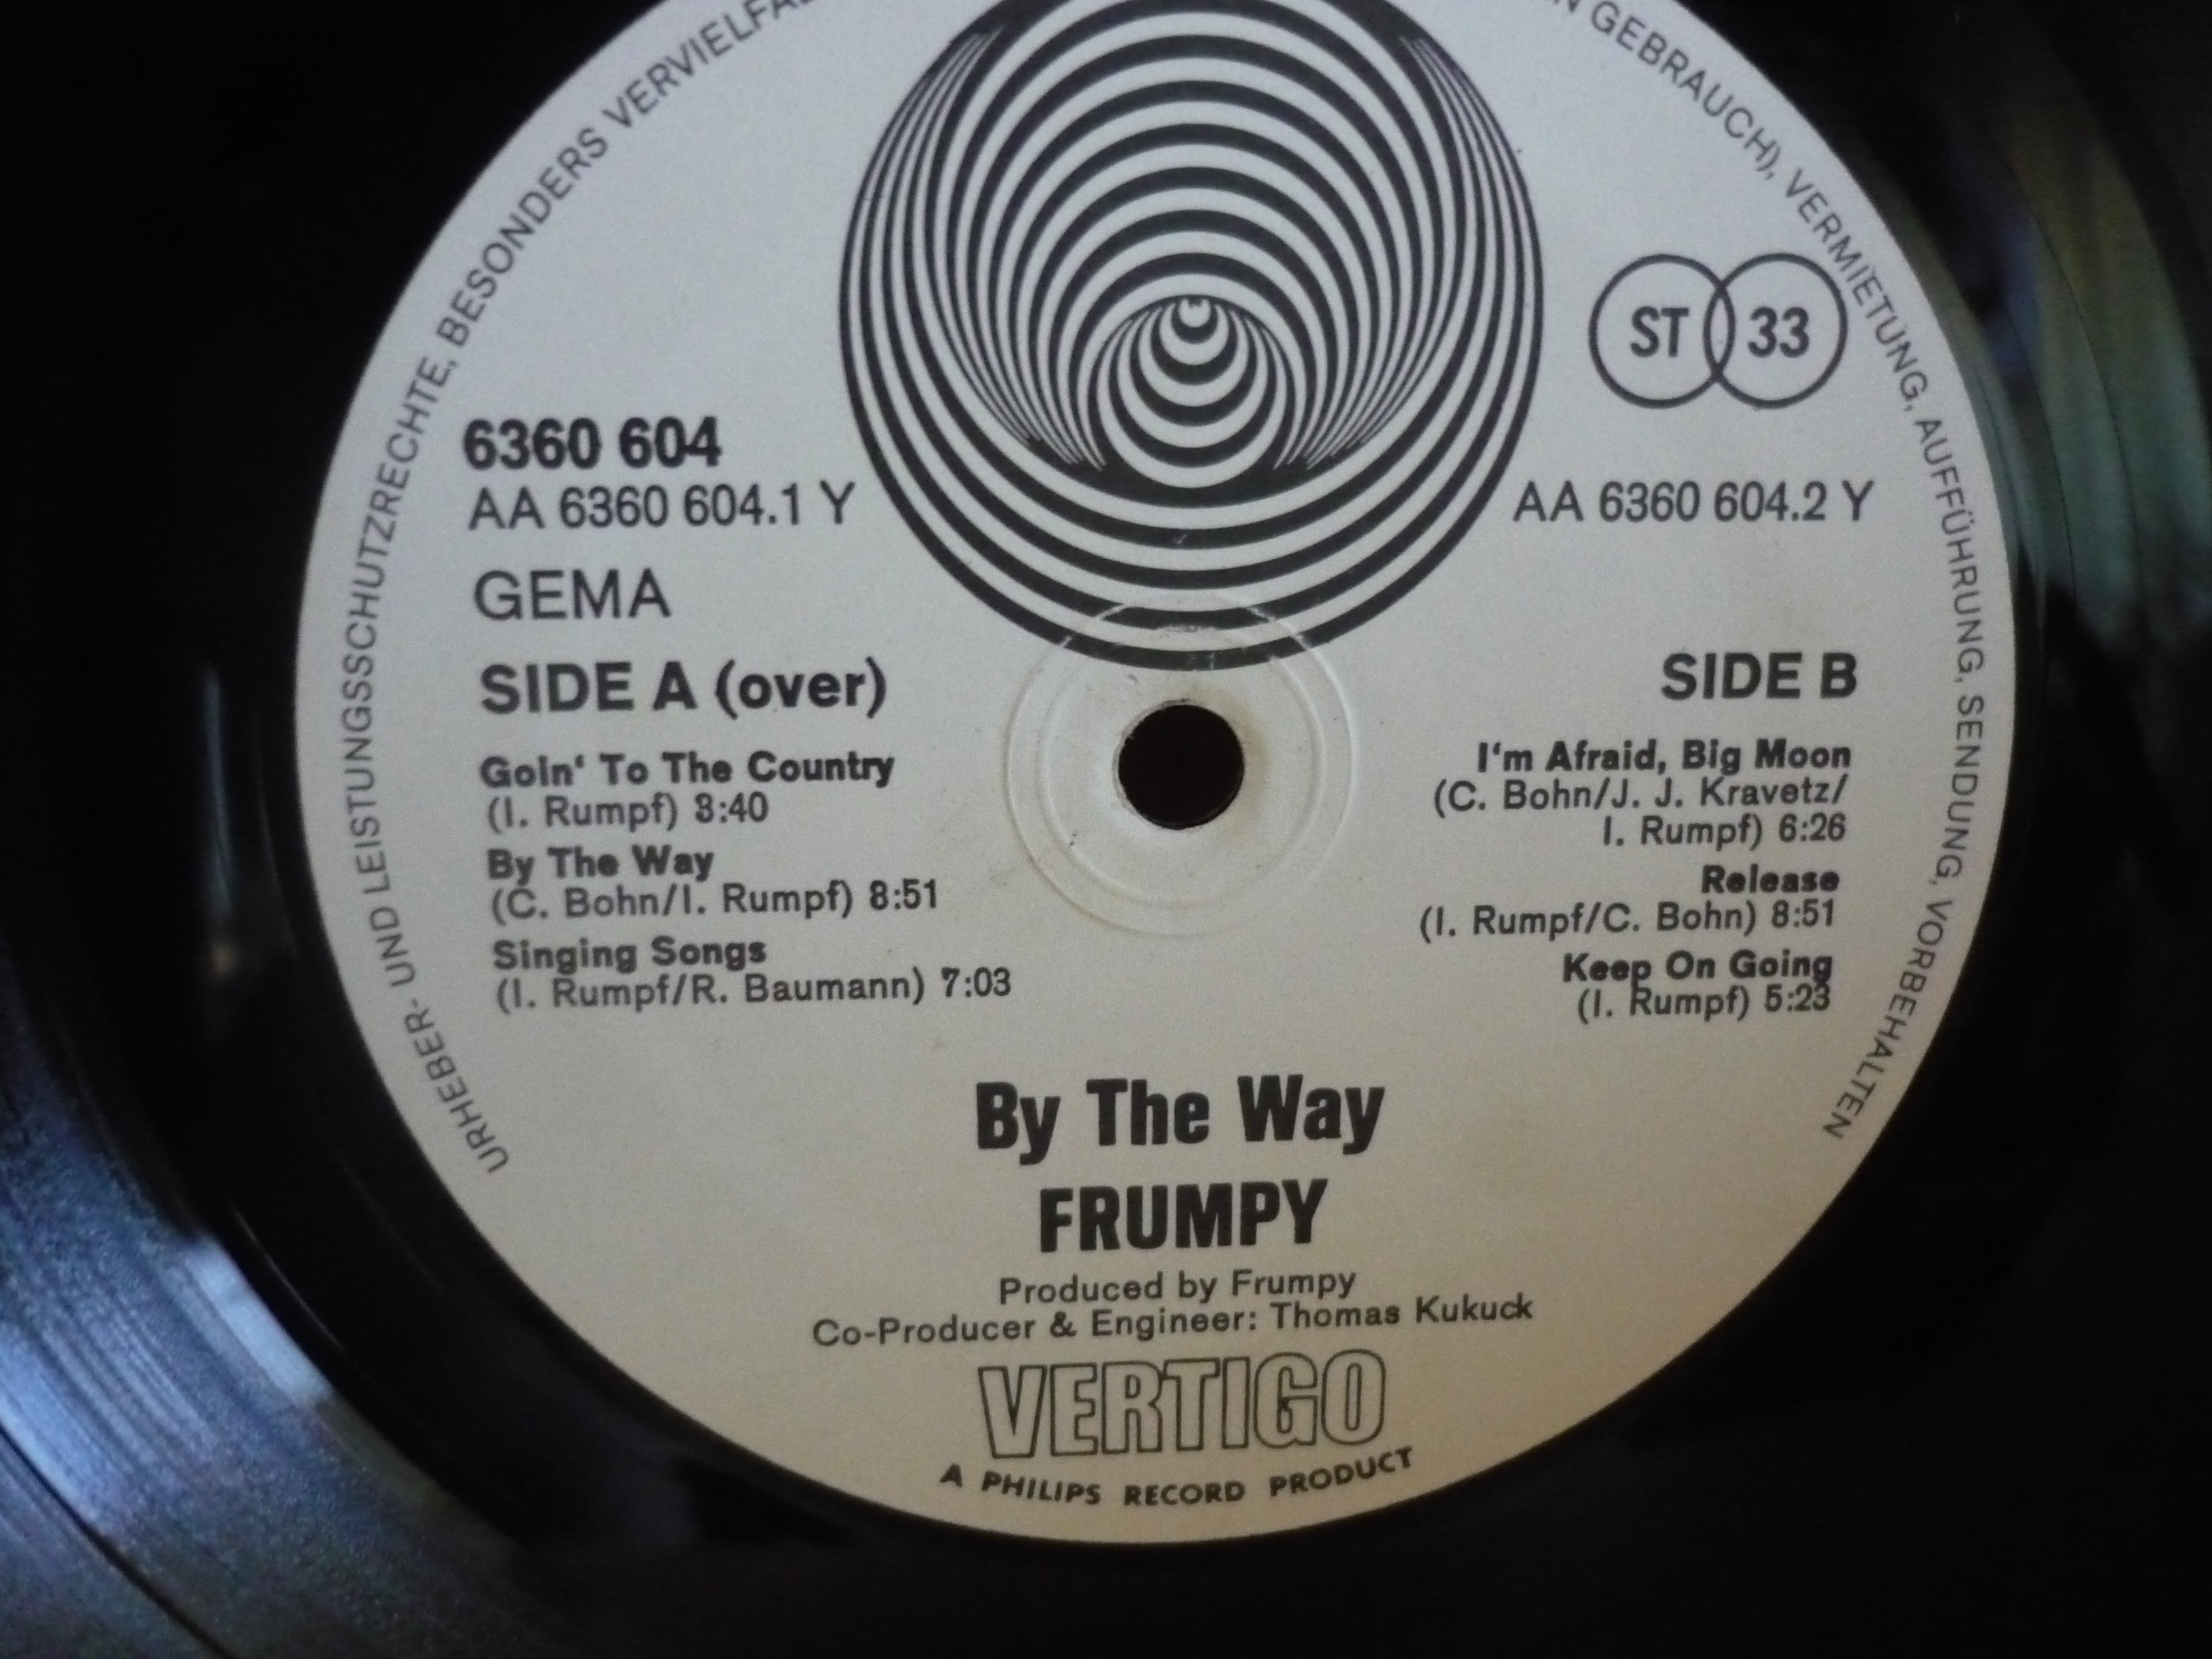 URHEBER- UND LEISTUNGSSCHUTZRECHTE, BESONDERS
GEBRAUCH), VERMIETUNG, AUFFÜHRUNG, SENDUNG, VORBEHALTEN
ST 33
6360 604
AA 6360 604.1 Y
GEMA
SIDE A (over)
Goin' To The Country
(I. Rumpf) 3:40
By The Way
(C. Bohn/I. Rumpf) 8:51
Singing Songs
(I. Rumpf/R. Baumann) 7:03
AA 6360 604.2 Y
SIDE B
I'm Afraid, Big Moon
(C. Bohn/J. J. Kravetz/
I. Rumpf) 6:26
Release
(I. Rumpf/C. Bohn) 8:51
Keep On Going
(I. Rumpf) 5:23
By The Way
FRUMPY
Produced by Frumpy
Co-Producer & Engineer: Thomas Kukuck
VERTIGO
A PHILIPS RECORD PRODUCT